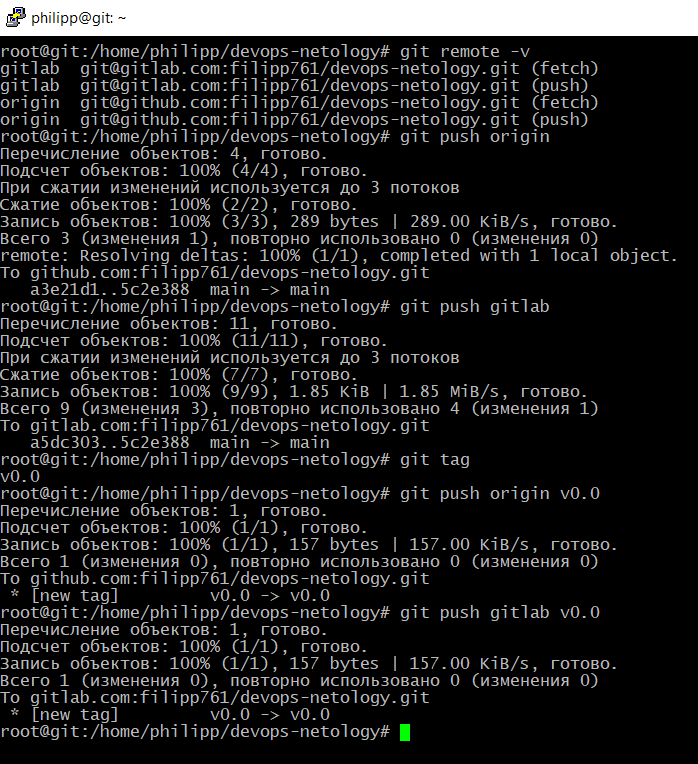 philipp@git: ~
root@git:/home/philipp/devops-netology# git remote -v
gitlab  git@gitlab.com:filipp761/devops-netology.git (fetch)
gitlab  git@gitlab.com:filipp761/devops-netology.git (push)
origin  git@github.com:filipp761/devops-netology.git (fetch)
origin  git@github.com:filipp761/devops-netology.git (push)
root@git:/home/philipp/devops-netology# git push origin
Перечисление объектов: 4, готово.
Подсчет объектов: 100% (4/4), готово.
При сжатии изменений используется до 3 потоков
Сжатие объектов: 100% (2/2), готово.
Запись объектов: 100% (3/3), 289 bytes | 289.00 KiB/s, готово.
Всего 3 (изменения 1), повторно использовано 0 (изменения 0)
remote: Resolving deltas: 100% (1/1), completed with 1 local object.
To github.com:filipp761/devops-netology.git
   a3e21d1..5c2e388  main -> main
root@git:/home/philipp/devops-netology# git push gitlab
Перечисление объектов: 11, готово.
Подсчет объектов: 100% (11/11), готово.
При сжатии изменений используется до 3 потоков
Сжатие объектов: 100% (7/7), готово.
Запись объектов: 100% (9/9), 1.85 KiB | 1.85 MiB/s, готово.
Всего 9 (изменения 3), повторно использовано 4 (изменения 1)
To gitlab.com:filipp761/devops-netology.git
   a5dc303..5c2e388  main -> main
root@git:/home/philipp/devops-netology# git tag
v0.0
root@git:/home/philipp/devops-netology# git push origin v0.0
Перечисление объектов: 1, готово.
Подсчет объектов: 100% (1/1), готово.
Запись объектов: 100% (1/1), 157 bytes | 157.00 KiB/s, готово.
Всего 1 (изменения 0), повторно использовано 0 (изменения 0)
To github.com:filipp761/devops-netology.git
 * [new tag]         v0.0 -> v0.0
root@git:/home/philipp/devops-netology# git push gitlab v0.0
Перечисление объектов: 1, готово.
Подсчет объектов: 100% (1/1), готово.
Запись объектов: 100% (1/1), 157 bytes | 157.00 KiB/s, готово.
Всего 1 (изменения 0), повторно использовано 0 (изменения 0)
To gitlab.com:filipp761/devops-netology.git
 * [new tag]         v0.0 -> v0.0
root@git:/home/philipp/devops-netology#